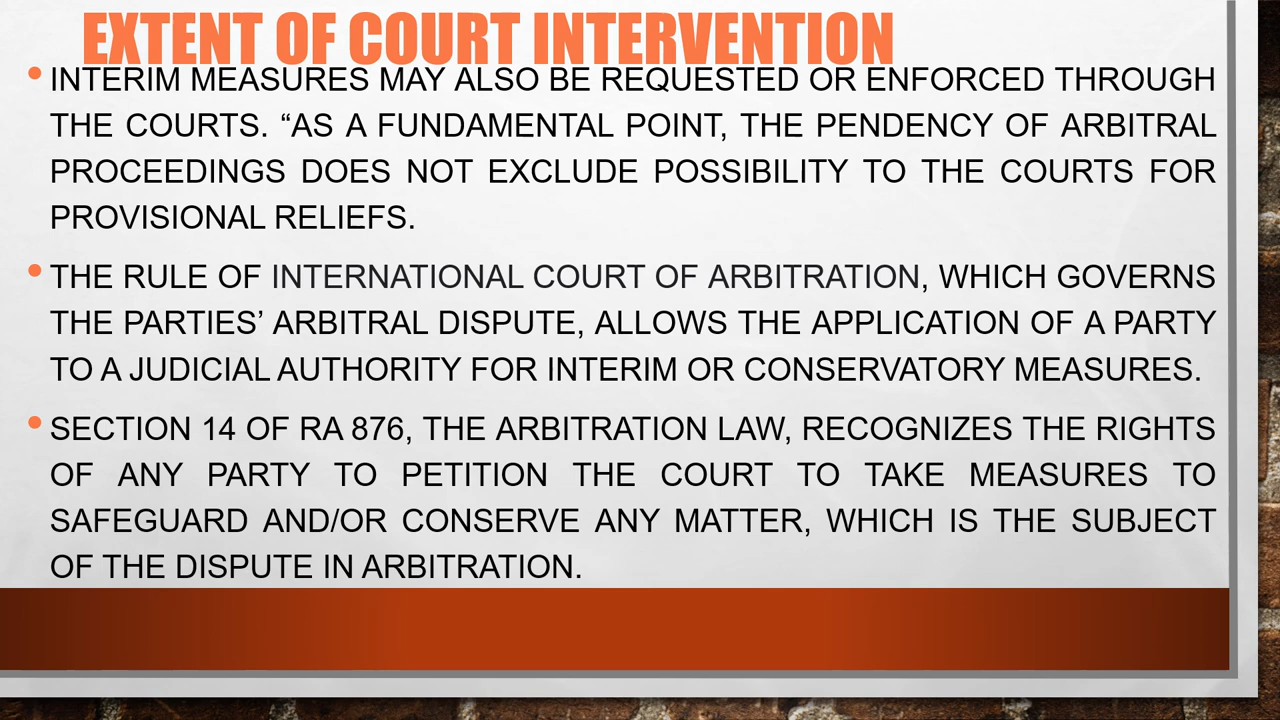 EXTENT OF COURT INTERVENTION
• INTERIM MEASURES MAY ALSO BE REQUESTED OR ENFORCED THROUGH
THE COURTS. “AS A FUNDAMENTAL POINT, THE PENDENCY OF ARBITRAL
PROCEEDINGS DOES NOT EXCLUDE POSSIBILITY TO THE COURTS FOR
PROVISIONAL RELIEFS.
• THE RULE OF INTERNATIONAL COURT OF ARBITRATION, WHICH GOVERNS
THE PARTIES’ ARBITRAL DISPUTE, ALLOWS THE APPLICATION OF A PARTY
TO A JUDICIAL AUTHORITY FOR INTERIM OR CONSERVATORY MEASURES.
• SECTION 14 OF RA 876, THE ARBITRATION LAW, RECOGNIZES THE RIGHTS
OF ANY PARTY TO PETITION THE COURT TO TAKE MEASURES TO
SAFEGUARD AND/OR CONSERVE ANY MATTER, WHICH IS THE SUBJECT
OF THE DISPUTE IN ARBITRATION.